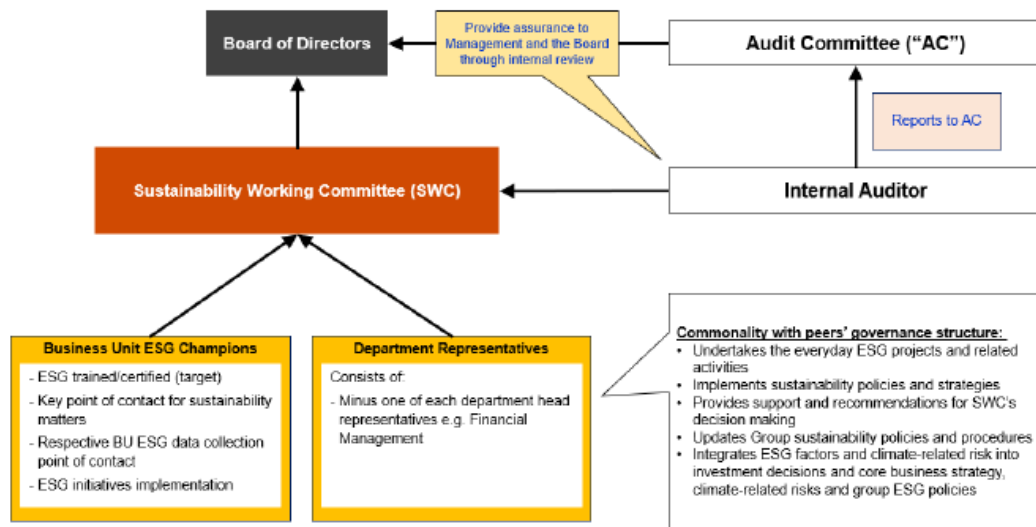 Board of Directors
Provide assurance to
Management and the Board
through internal review
Audit Committee (“AC”)
Reports to AC
Sustainability Working Committee (SWC)
Internal Auditor
Business Unit ESG Champions
- ESG trained/certified (target)
- Key point of contact for sustainability
matters
- Respective BU ESG data collection
point of contact
- ESG initiatives implementation
Department Representatives
Consists of:
- Minus one of each department head
representatives e.g. Financial
Management
Commonality with peers’ governance structure:
• Undertakes the everyday ESG projects and related
activities
• Implements sustainability policies and strategies
• Provides support and recommendations for SWC’s
decision making
• Updates Group sustainability policies and procedures
• Integrates ESG factors and climate-related risk into
investment decisions and core business strategy,
climate-related risks and group ESG policies